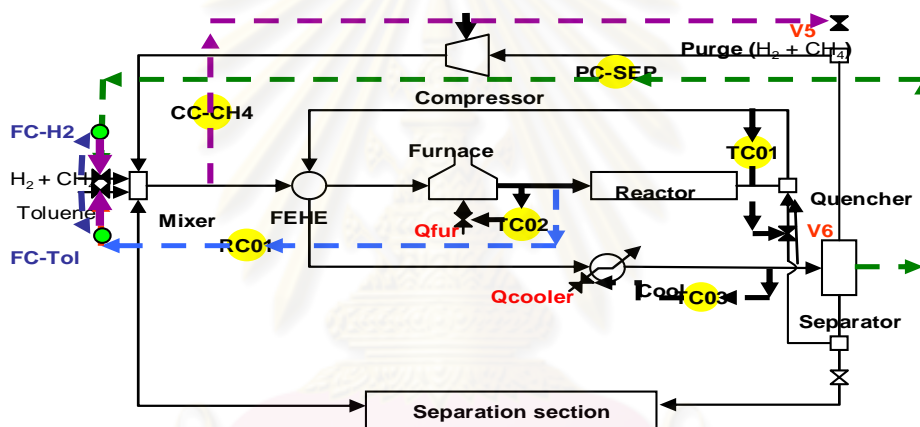 V5
Purge (H2 + CH4)
PC-SEP
Compressor
CC-CH4
FC-H2
Furnace
TC01
H2 + CH
Reactor
Toluene
Mixer
FEHE
Quencher
Qfur
TC02
V6
RC01
FC-Tol
Qcooler
Cool
TC03
Separator
Separation section